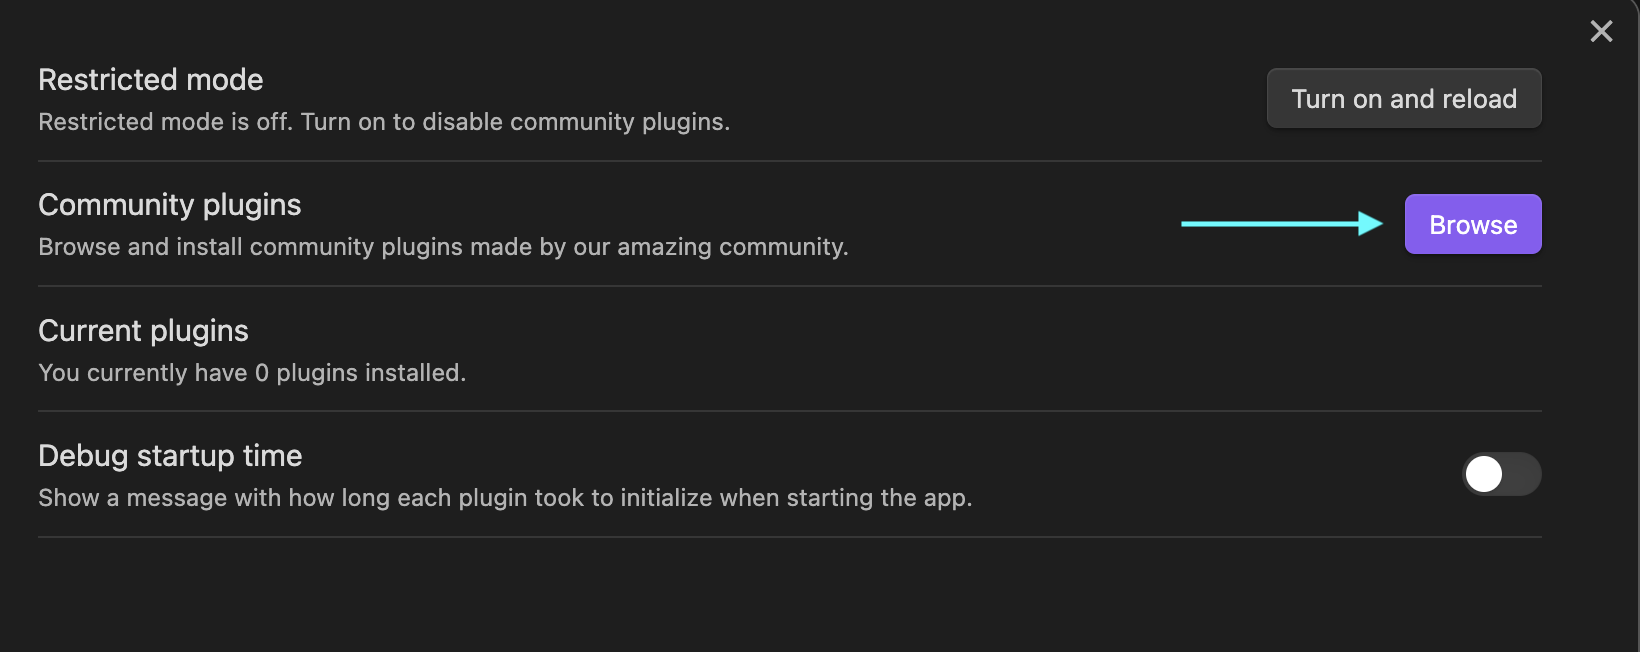 Restricted mode
Restricted mode is off. Turn on to disable community plugins.
Turn on and reload
Community plugins
Browse and install community plugins made by our amazing community.
Browse
Current plugins
You currently have 0 plugins installed.
Debug startup time
Show a message with how long each plugin took to initialize when starting the app.